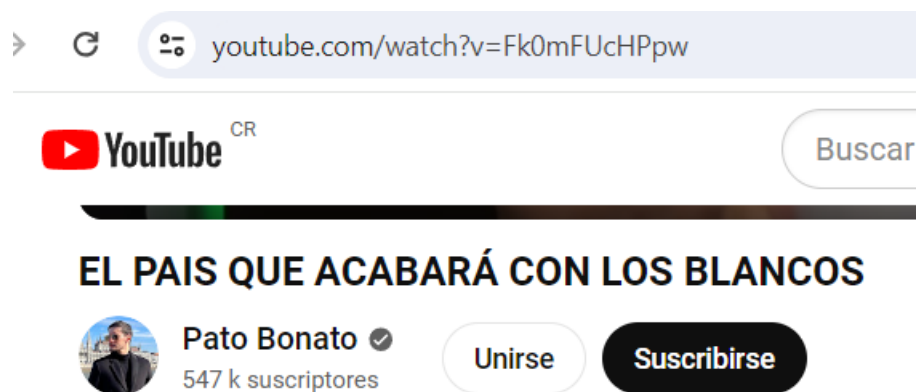 youtube.com/watch?v=Fk0mFUcHPpw
YouTube CR
Buscar
EL PAIS QUE ACABARÁ CON LOS BLANCOS
Pato Bonato
Unirse
Suscribirse
547 k suscriptores